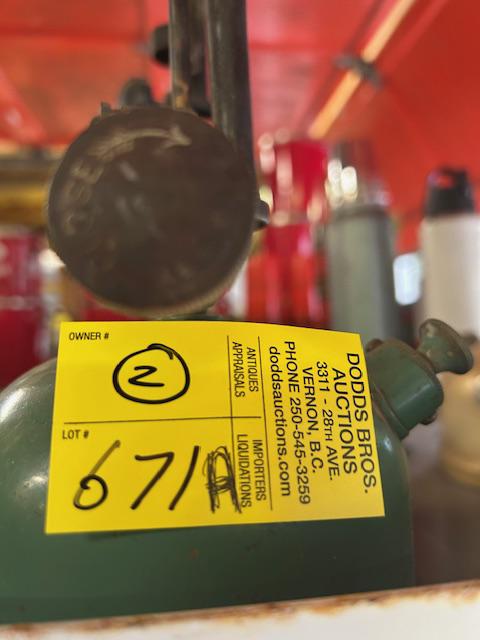 OWNER #
2
LOT #
671
ANTIQUES
APPRAISALS
IMPORTERS
LIQUIDATIONS
DODDS BROS.
AUCTIONS
3311 - 28TH AVE.
VERNON, B.C.
PHONE 250-545-3259
doddsauctions.com